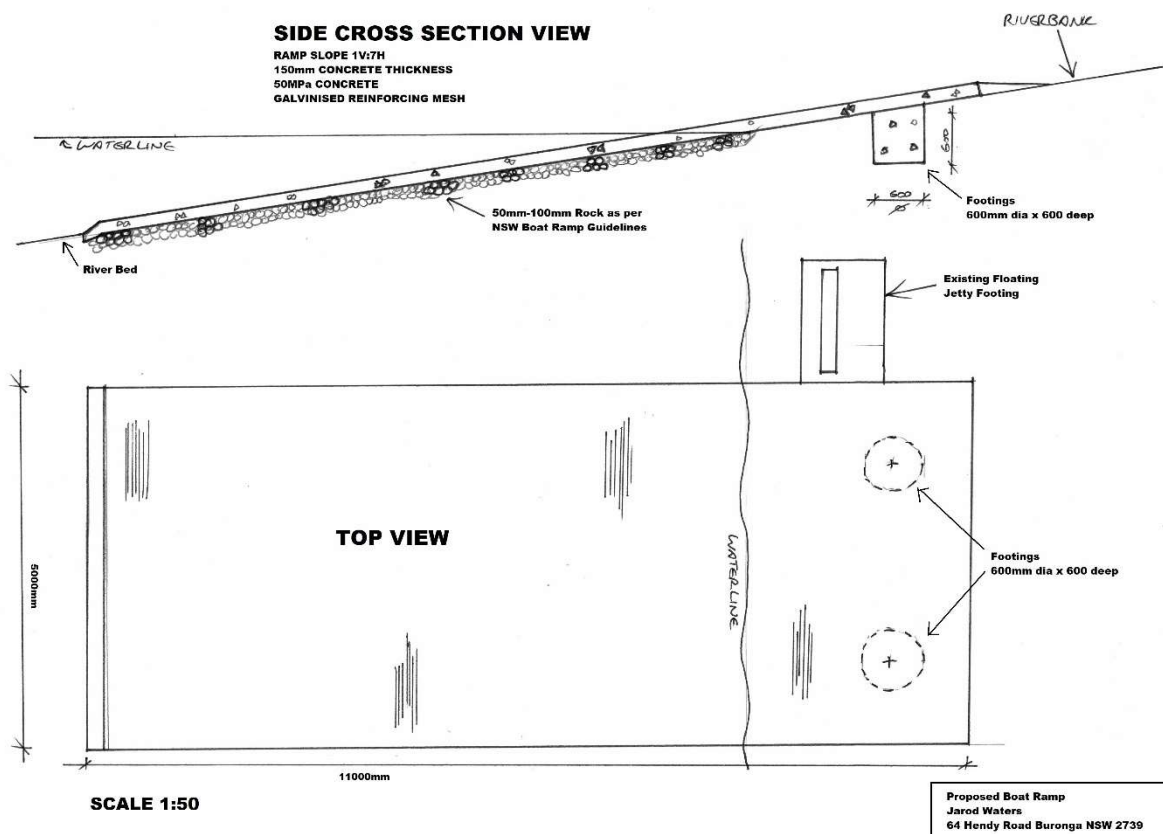 SIDE CROSS SECTION VIEW
RAMP SLOPE 1V:7H
150mm CONCRETE THICKNESS
50MPa CONCRETE
GALVINISED REINFORCING MESH
RIVERBANK
WATERLINE
600
600
Footings
600mm dia x 600 deep
50mm-100mm Rock as per
NSW Boat Ramp Guidelines
River Bed
Existing Floating
Jetty Footing
TOP VIEW
WATERLINE
5000mm
Footings
600mm dia x 600 deep
11000mm
SCALE 1:50
Proposed Boat Ramp
Jarod Waters
64 Hendy Road Buronga NSW 2739